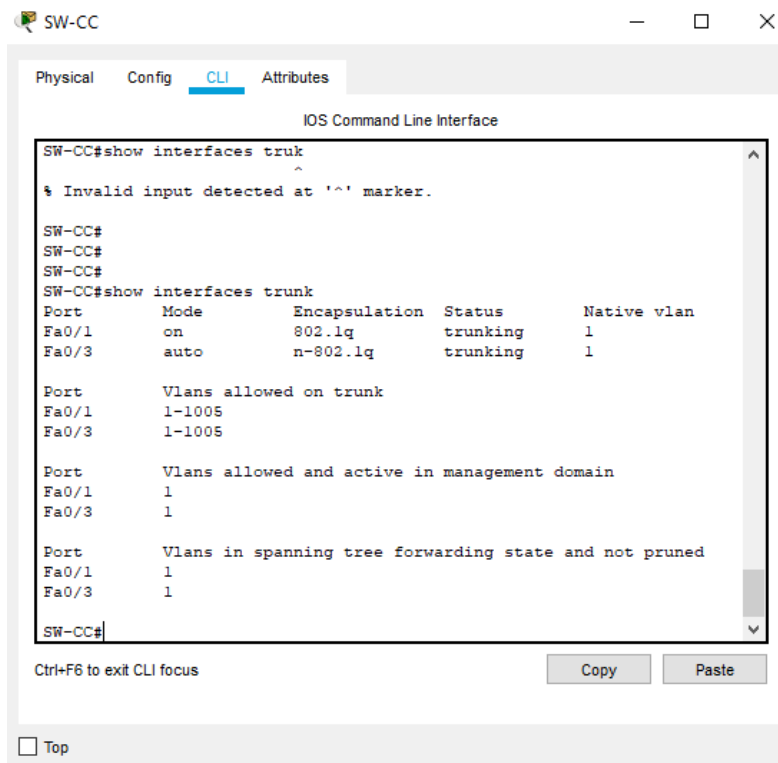 SW-CC
Physical Config CLI Attributes
IOS Command Line Interface
SW-CC#show interfaces truk
^
% Invalid input detected at '^' marker.
SW-CC#
SW-CC#
SW-CC#
SW-CC#show interfaces trunk
Port Mode Encapsulation Status Native vlan
Fa0/1 on 802.1q trunking 1
Fa0/3 auto n-802.1q trunking 1
Port Vlans allowed on trunk
Fa0/1 1-1005
Fa0/3 1-1005
Port Vlans allowed and active in management domain
Fa0/1 1
Fa0/3 1
Port Vlans in spanning tree forwarding state and not pruned
Fa0/1 1
Fa0/3 1
SW-CC#
Ctrl+F6 to exit CLI focus Copy Paste
Top